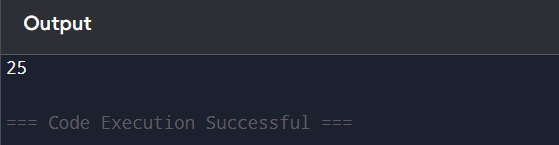 Output
25
=== Code Execution Successful ===